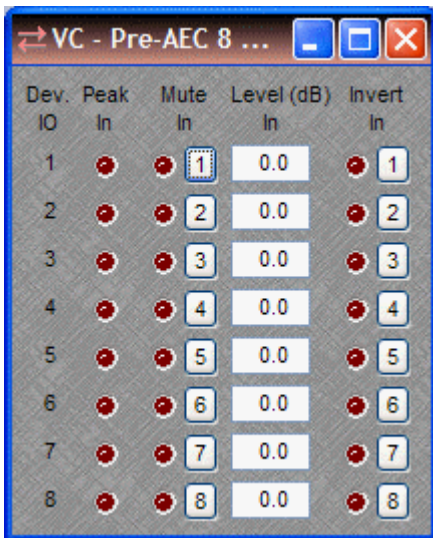 VC - Pre-AEC 8 ...
Dev. Peak Mute Level (dB) Invert
IO In In In In
1 1 0.0 1
2 2 0.0 2
3 3 0.0 3
4 4 0.0 4
5 5 0.0 5
6 6 0.0 6
7 7 0.0 7
8 8 0.0 8